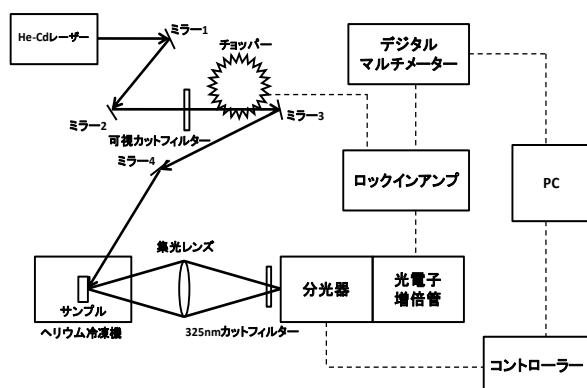 He-Cdレーザー
ミラー1
チョッパー
デジタル
マルチメーター
ミラー2
可視カットフィルター
ミラー3
ミラー4
ロックインアンプ
PC
集光レンズ
分光器
光電子
増倍管
サンプル
ヘリウム冷凍機
325nmカットフィルター
コントローラー